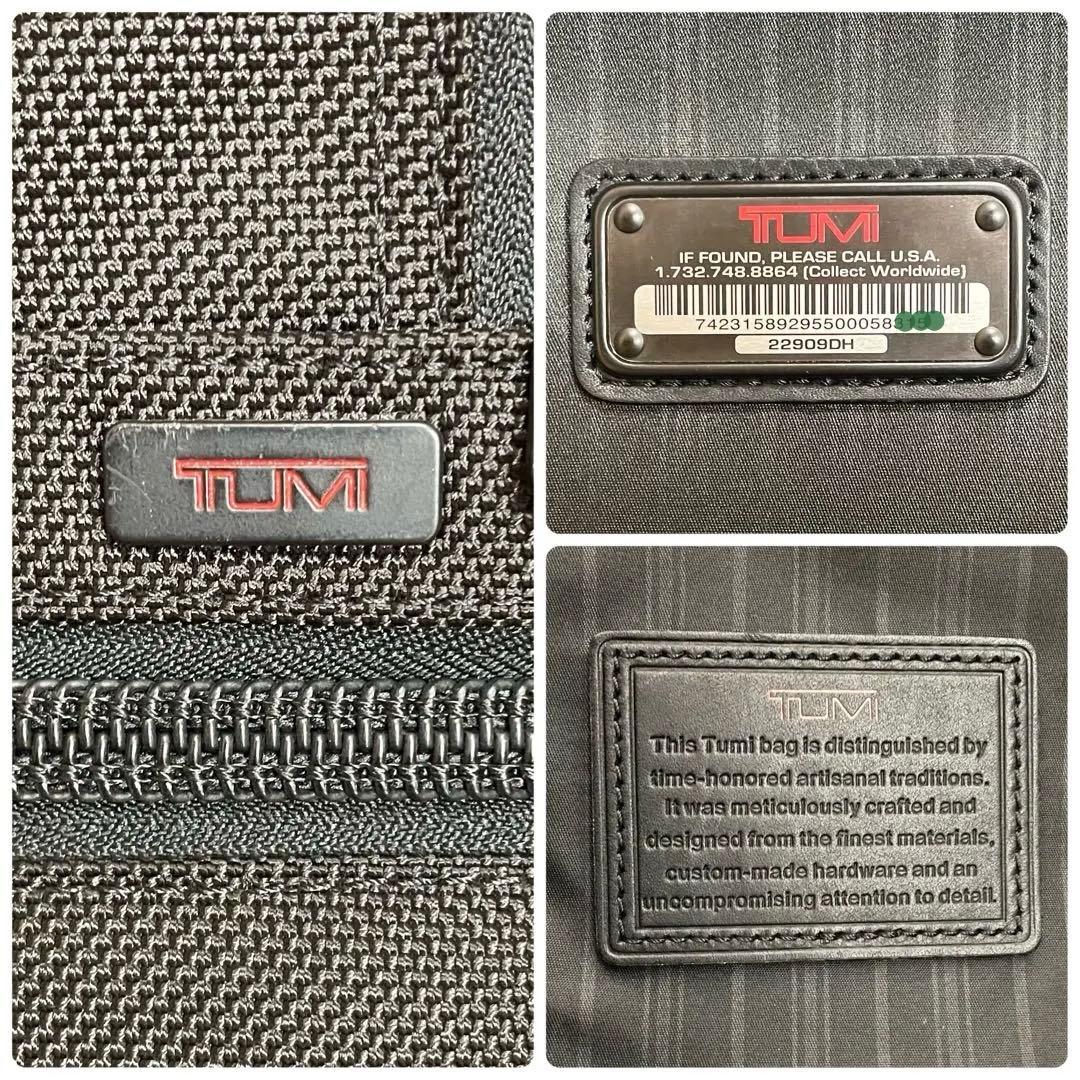 TUMI
TUMI
IF FOUND, PLEASE CALL U.S.A.
1.732.748.8864 (Collect Worldwide)
74231589295500058315
22909DH
TUMI
This Tumi bag is distinguished by
time-honored artisanal traditions.
It was meticulously crafted and
designed from the finest materials,
custom-made hardware and an
uncompromising attention to detail.